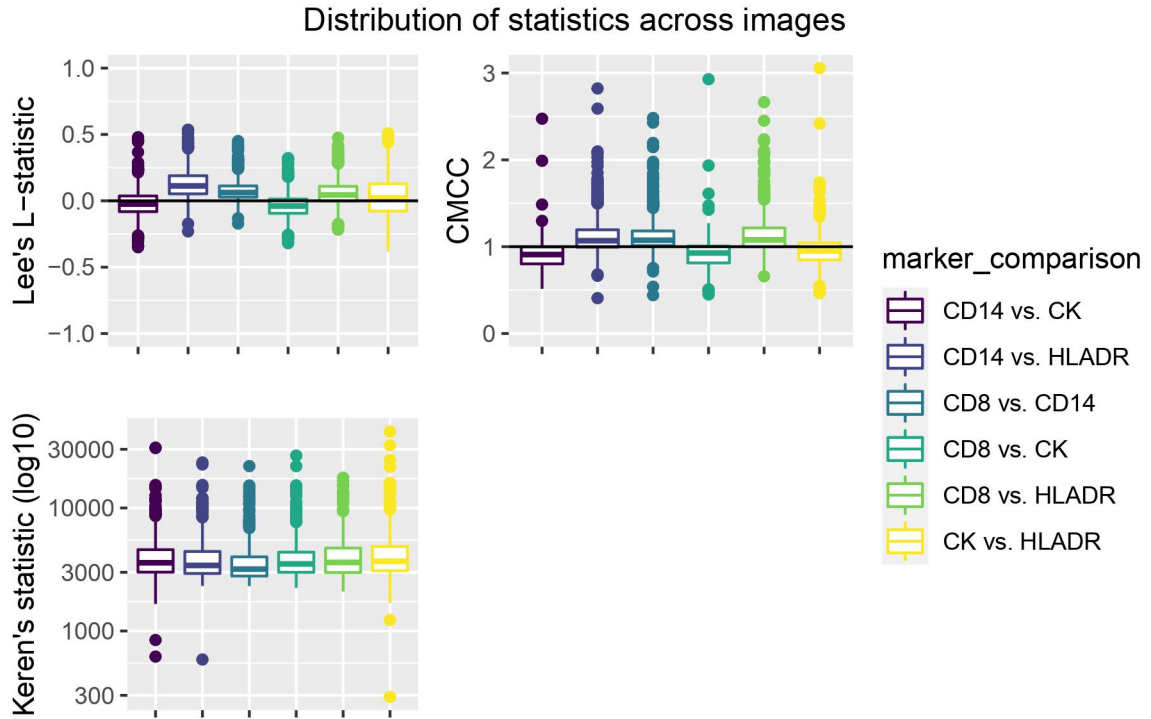 Distribution of statistics across images
Lee's L−statistic
1.0
0.5
0.0
−0.5
−1.0
CMCC
3
2
1
0
Keren's statistic (log10)
30000
10000
3000
1000
300
marker_comparison
CD14 vs. CK
CD14 vs. HLADR
CD8 vs. CD14
CD8 vs. CK
CD8 vs. HLADR
CK vs. HLADR